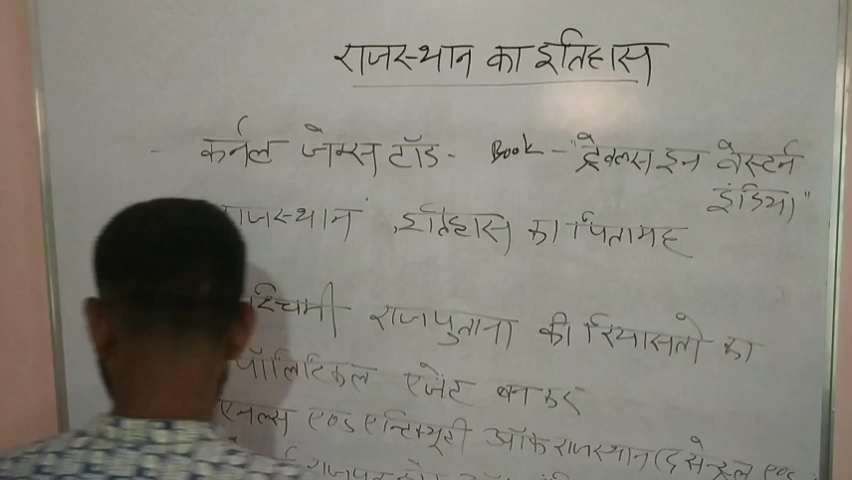 राजस्थान का इतिहास
कर्नल जेम्स टॉड - Book - "ट्रेवल्स इन वेस्टर्न
इंडिया"
राजस्थान इतिहास का पितामह
श्चिमी राजपुताना की रियासतो का
पॉलिटिकल एजेंट बनकर
एनल्स एण्ड एन्टिक्यूटी ऑफ राजस्थान (द सेन्ट्रल एण्ड